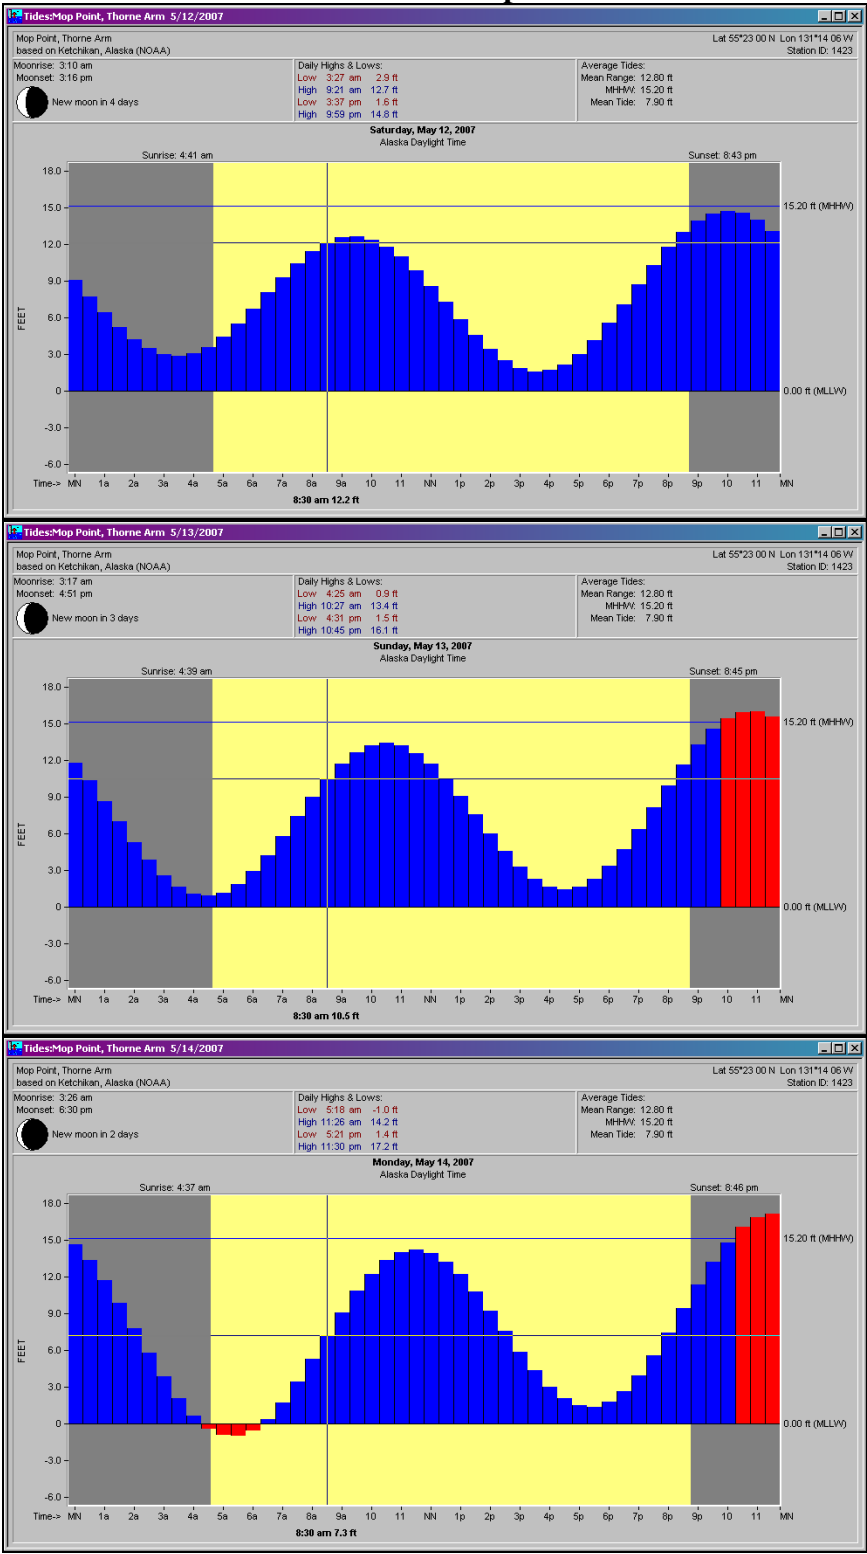 Tides:Mop Point, Thorne Arm 5/12/2007
Mop Point, Thorne Arm Lat 55°23 00 N Lon 131°14 06 W
based on Ketchikan, Alaska (NOAA) Station ID: 1423
Moonrise: 3:10 am
Moonset: 3:16 pm
New moon in 4 days
Daily Highs & Lows:
Low 3:27 am 2.9 ft
High 9:21 am 12.7 ft
Low 3:37 pm 1.6 ft
High 9:59 pm 14.8 ft
Average Tides:
Mean Range: 12.80 ft
MHHW: 15.20 ft
Mean Tide: 7.90 ft
Saturday, May 12, 2007
Alaska Daylight Time
Sunrise: 4:41 am Sunset: 8:43 pm
18.0
15.0 15.20 ft (MHHW)
12.0
9.0
6.0
3.0
0 0.00 ft (MLLW)
-3.0
-6.0
FEET
Time-> MN 1a 2a 3a 4a 5a 6a 7a 8a 9a 10 11 NN 1p 2p 3p 4p 5p 6p 7p 8p 9p 10 11 MN
8:30 am 12.2 ft
Tides:Mop Point, Thorne Arm 5/13/2007
Mop Point, Thorne Arm Lat 55°23 00 N Lon 131°14 06 W
based on Ketchikan, Alaska (NOAA) Station ID: 1423
Moonrise: 3:17 am
Moonset: 4:51 pm
New moon in 3 days
Daily Highs & Lows:
Low 4:25 am 0.9 ft
High 10:27 am 13.4 ft
Low 4:31 pm 1.5 ft
High 10:45 pm 16.1 ft
Average Tides:
Mean Range: 12.80 ft
MHHW: 15.20 ft
Mean Tide: 7.90 ft
Sunday, May 13, 2007
Alaska Daylight Time
Sunrise: 4:39 am Sunset: 8:45 pm
18.0
15.0 15.20 ft (MHHW)
12.0
9.0
6.0
3.0
0 0.00 ft (MLLW)
-3.0
-6.0
FEET
Time-> MN 1a 2a 3a 4a 5a 6a 7a 8a 9a 10 11 NN 1p 2p 3p 4p 5p 6p 7p 8p 9p 10 11 MN
8:30 am 10.5 ft
Tides:Mop Point, Thorne Arm 5/14/2007
Mop Point, Thorne Arm Lat 55°23 00 N Lon 131°14 06 W
based on Ketchikan, Alaska (NOAA) Station ID: 1423
Moonrise: 3:26 am
Moonset: 6:30 pm
New moon in 2 days
Daily Highs & Lows:
Low 5:18 am -1.0 ft
High 11:26 am 14.2 ft
Low 5:21 pm 1.4 ft
High 11:30 pm 17.2 ft
Average Tides:
Mean Range: 12.80 ft
MHHW: 15.20 ft
Mean Tide: 7.90 ft
Monday, May 14, 2007
Alaska Daylight Time
Sunrise: 4:37 am Sunset: 8:46 pm
18.0
15.0 15.20 ft (MHHW)
12.0
9.0
6.0
3.0
0 0.00 ft (MLLW)
-3.0
-6.0
FEET
Time-> MN 1a 2a 3a 4a 5a 6a 7a 8a 9a 10 11 NN 1p 2p 3p 4p 5p 6p 7p 8p 9p 10 11 MN
8:30 am 7.3 ft